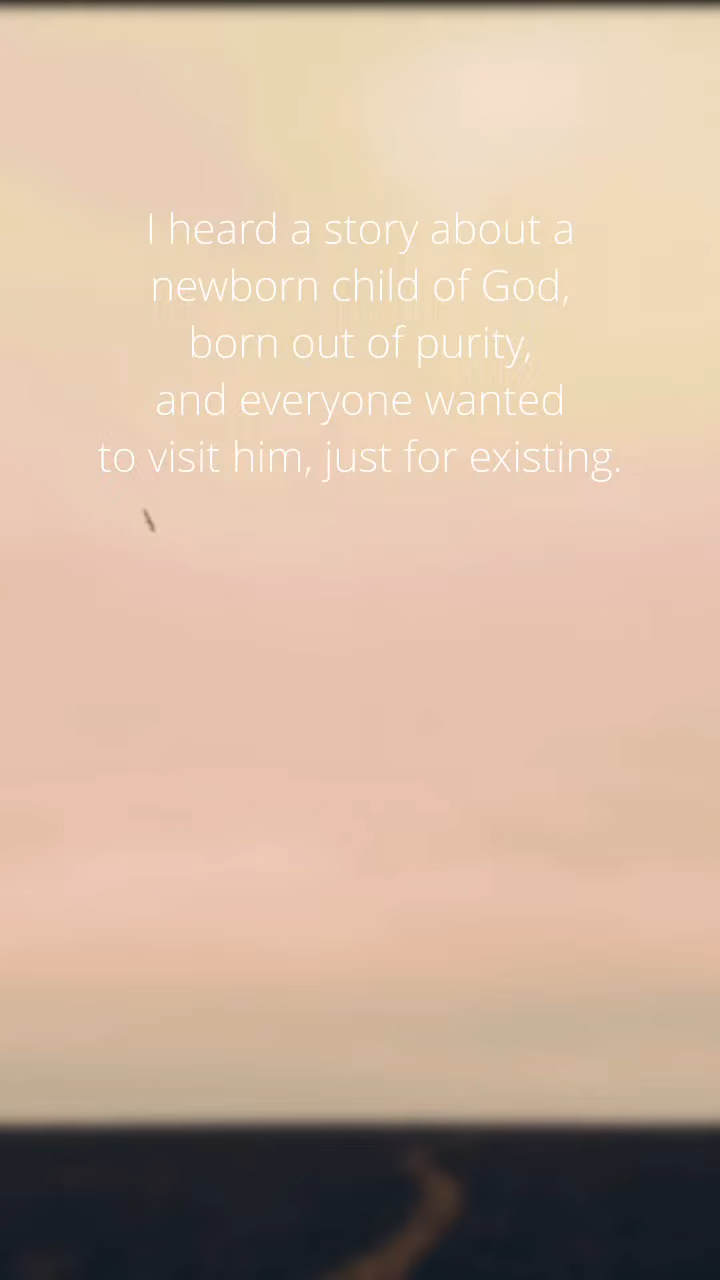 I heard a story about a
newborn child of God,
born out of purity,
and everyone wanted
to visit him, just for existing.